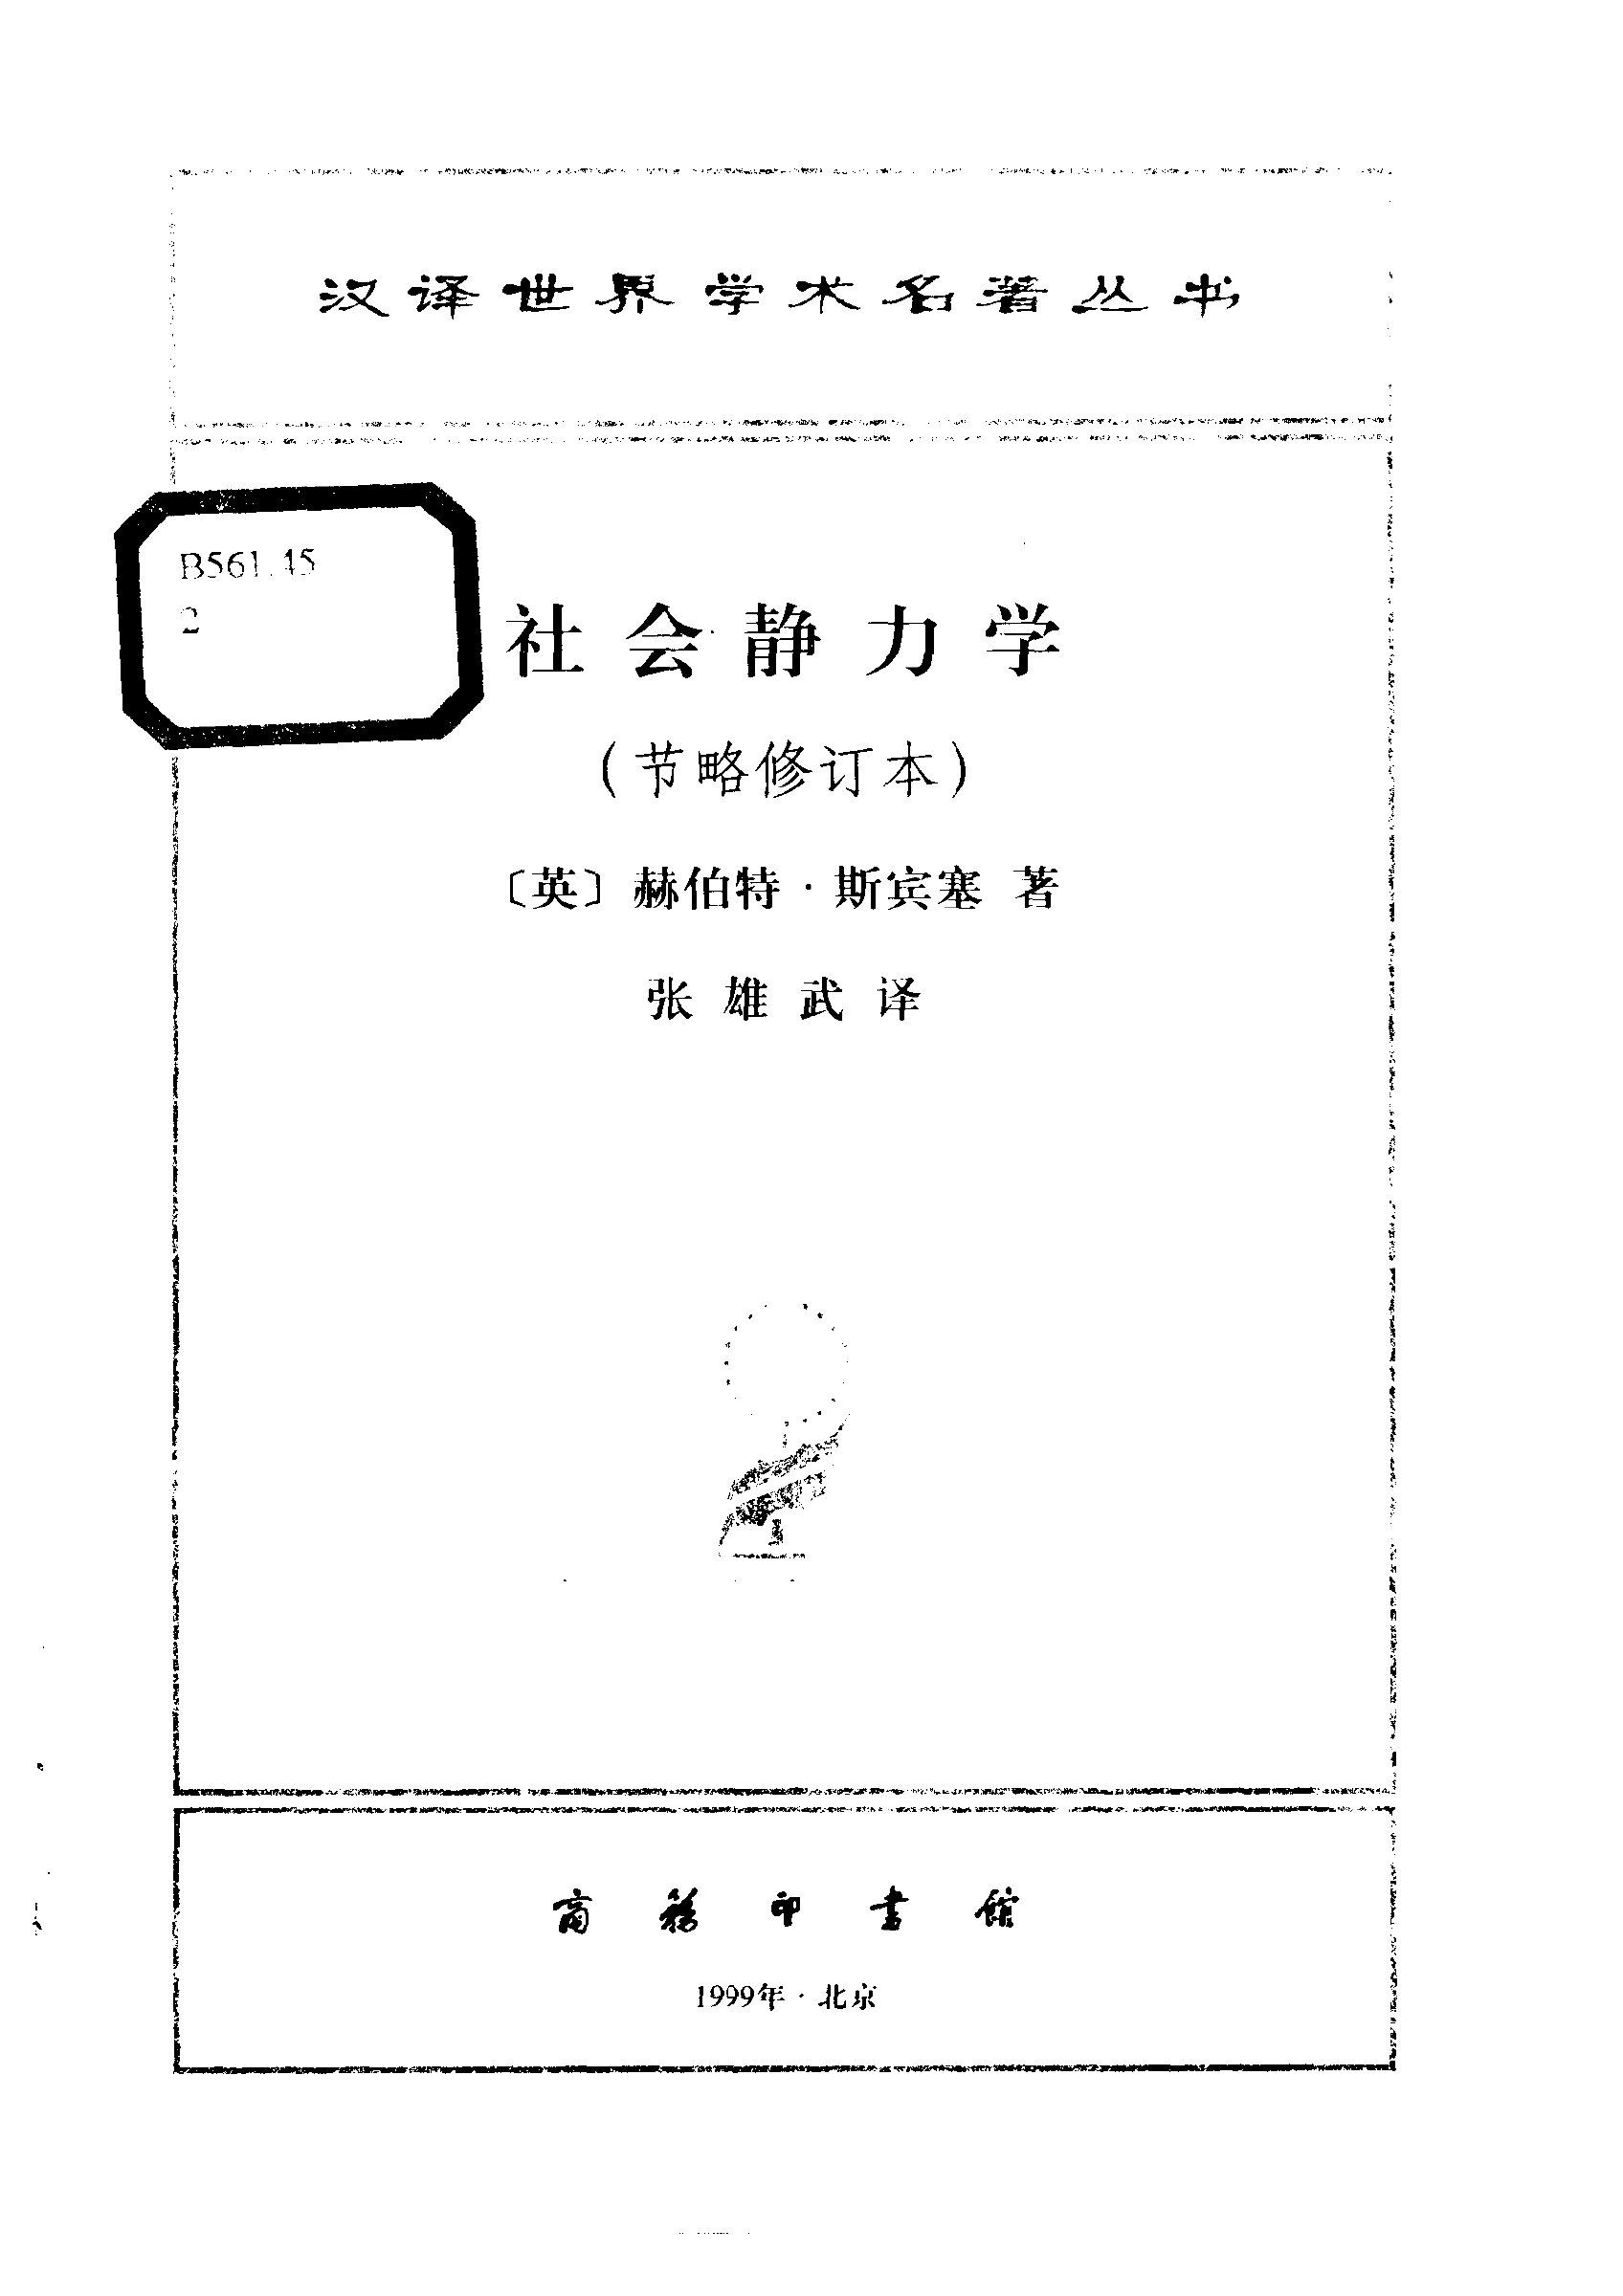 汉译世界学术名著丛书
B561.45
2
社会静力学
（节略修订本）
〔英〕赫伯特·斯宾塞 著
张雄武译
商务印书馆
1999年·北京